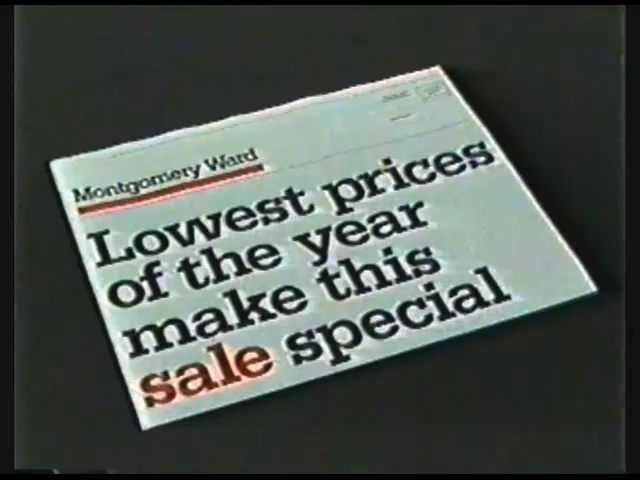 Montgomery Ward
Lowest prices
of the year
make this
sale special